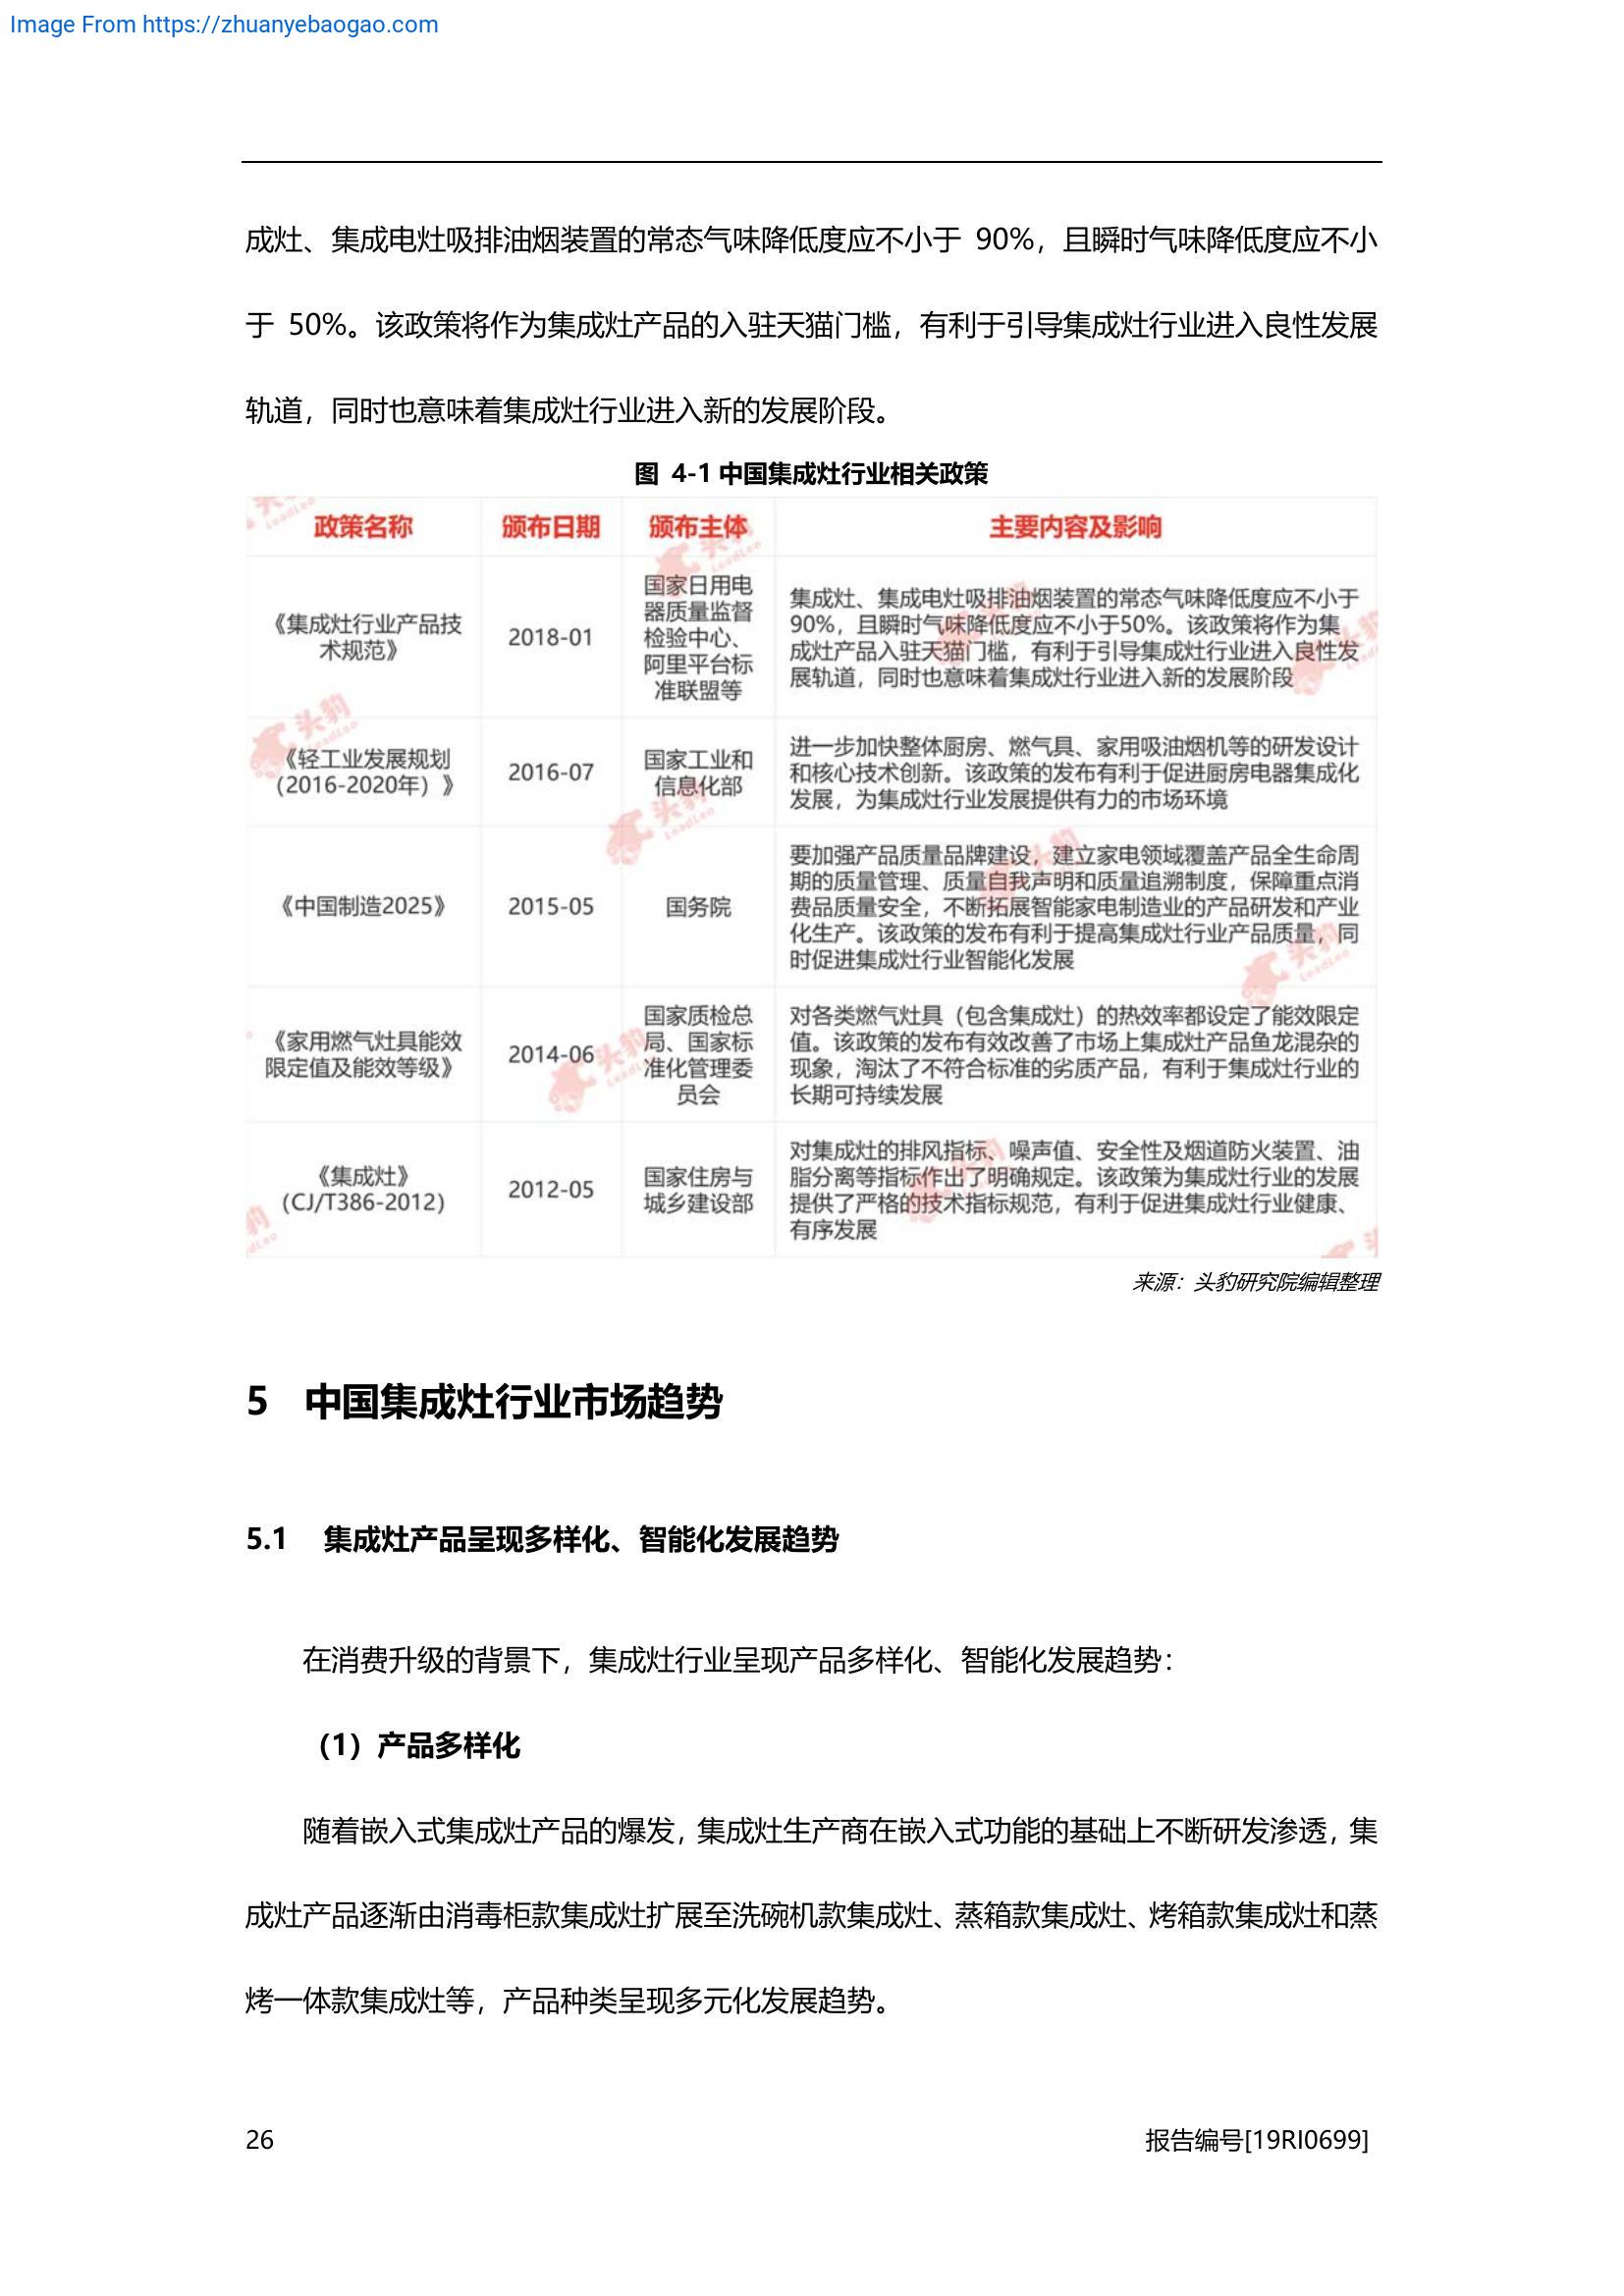 Image From https://zhuanyebaogao.com
成灶、集成电灶吸排油烟装置的常态气味降低度应不小于 90%，且瞬时气味降低度应不小
于 50%。该政策将作为集成灶产品的入驻天猫门槛，有利于引导集成灶行业进入良性发展
轨道，同时也意味着集成灶行业进入新的发展阶段。
图 4-1 中国集成灶行业相关政策
政策名称 颁布日期 颁布主体 主要内容及影响
《集成灶行业产品技
术规范》
2018-01
国家日用电
器质量监督
检验中心、
阿里平台标
准联盟等
集成灶、集成电灶吸排油烟装置的常态气味降低度应不小于
90%，且瞬时气味降低度应不小于50%。该政策将作为集
成灶产品入驻天猫门槛，有利于引导集成灶行业进入良性发
展轨道，同时也意味着集成灶行业进入新的发展阶段
《轻工业发展规划
（2016-2020年）》
2016-07
国家工业和
信息化部
进一步加快整体厨房、燃气具、家用吸油烟机等的研发设计
和核心技术创新。该政策的发布有利于促进厨房电器集成化
发展，为集成灶行业发展提供有力的市场环境
《中国制造2025》
2015-05
国务院
要加强产品质量品牌建设，建立家电领域覆盖产品全生命周
期的质量管理、质量自我声明和质量追溯制度，保障重点消
费品质量安全，不断拓展智能家电制造业的产品研发和产业
化生产。该政策的发布有利于提高集成灶行业产品质量，同
时促进集成灶行业智能化发展
《家用燃气灶具能效
限定值及能效等级》
2014-06
国家质检总
局、国家标
准化管理委
员会
对各类燃气灶具（包含集成灶）的热效率都设定了能效限定
值。该政策的发布有效改善了市场上集成灶产品鱼龙混杂的
现象，淘汰了不符合标准的劣质产品，有利于集成灶行业的
长期可持续发展
《集成灶》
（CJ/T386-2012）
2012-05
国家住房与
城乡建设部
对集成灶的排风指标、噪声值、安全性及烟道防火装置、油
脂分离等指标作出了明确规定。该政策为集成灶行业的发展
提供了严格的技术指标规范，有利于促进集成灶行业健康、
有序发展
头豹
LeadLeo
来源：头豹研究院编辑整理
5 中国集成灶行业市场趋势
5.1 集成灶产品呈现多样化、智能化发展趋势
在消费升级的背景下，集成灶行业呈现产品多样化、智能化发展趋势：
（1）产品多样化
随着嵌入式集成灶产品的爆发，集成灶生产商在嵌入式功能的基础上不断研发渗透，集
成灶产品逐渐由消毒柜款集成灶扩展至洗碗机款集成灶、蒸箱款集成灶、烤箱款集成灶和蒸
烤一体款集成灶等，产品种类呈现多元化发展趋势。
26 报告编号[19RI0699]